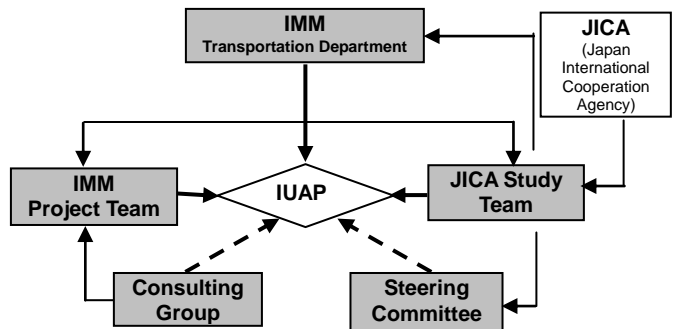 IMM
Transportation Department
JICA
(Japan
International
Cooperation
Agency)
IMM
Project Team
IUAP
JICA Study
Team
Consulting
Group
Steering
Committee